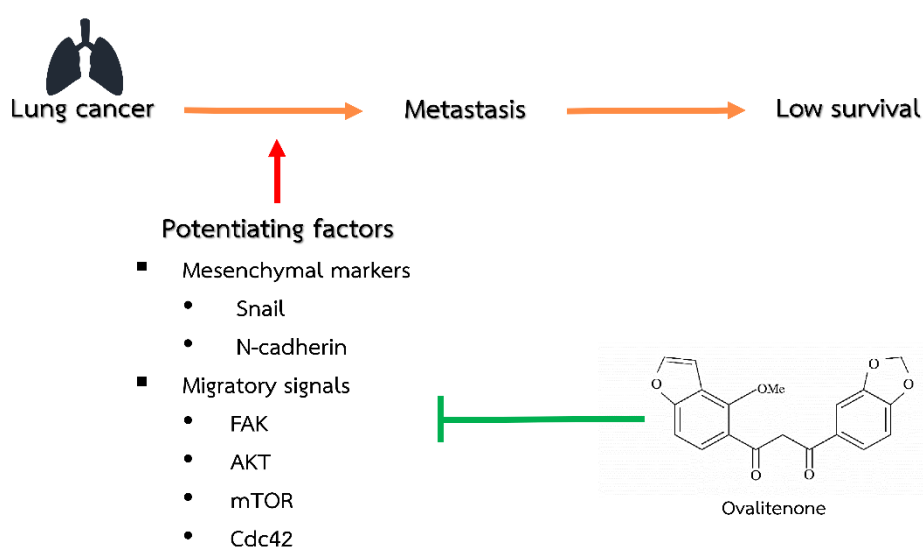 Lung cancer
Metastasis
Low survival
Potentiating factors
▪ Mesenchymal markers
• Snail
• N-cadherin
▪ Migratory signals
• FAK
• AKT
• mTOR
• Cdc42
O
OMe
O
O
O
O
Ovalitenone